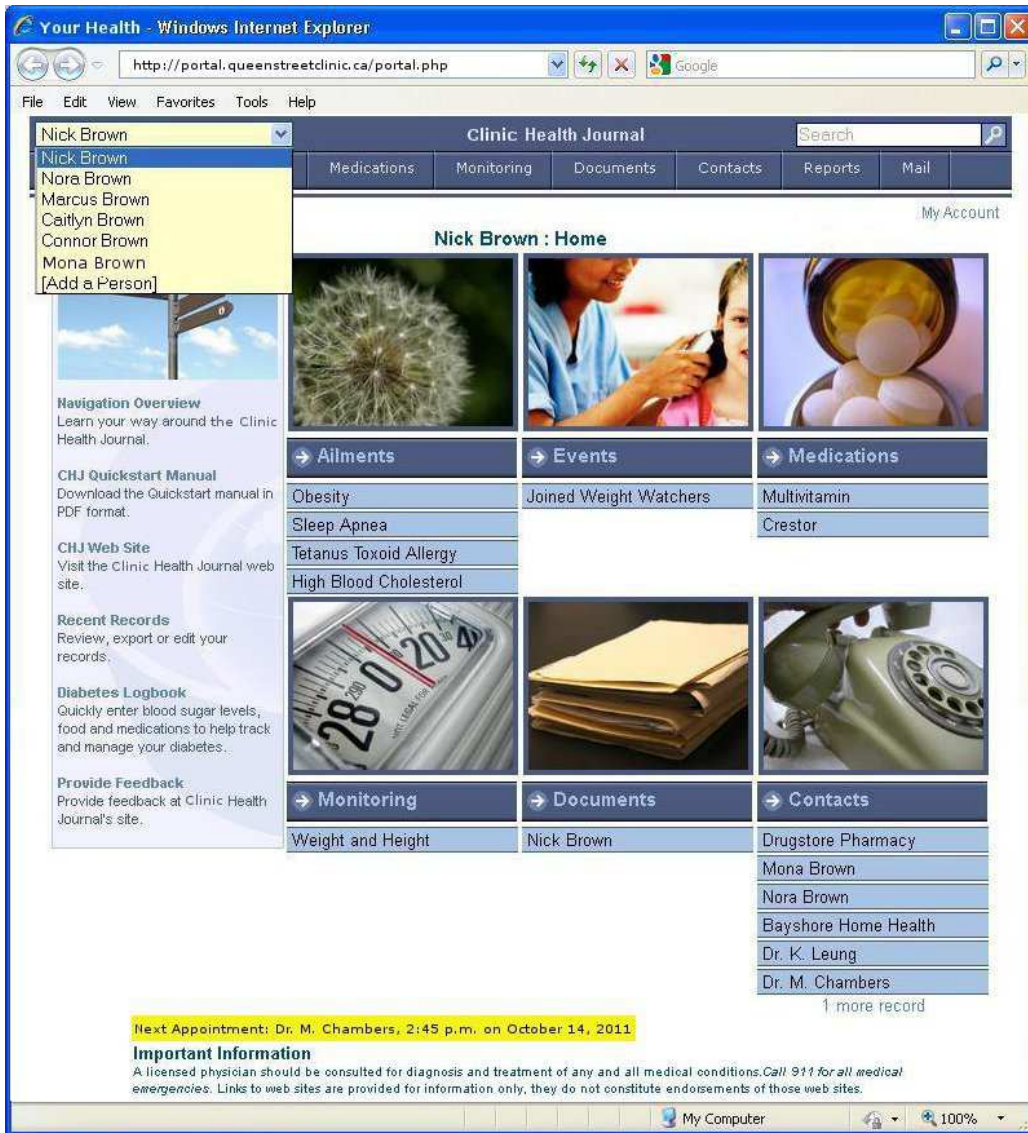 Your Health - Windows Internet Explorer
http://portal.queenstreetclinic.ca/portal.php
Google
File Edit View Favorites Tools Help
Nick Brown
Clinic Health Journal
Search
Nick Brown
Nora Brown
Marcus Brown
Caitlyn Brown
Connor Brown
Mona Brown
[Add a Person]
Medications Monitoring Documents Contacts Reports Mail
My Account
Nick Brown : Home
Navigation Overview
Learn your way around the Clinic
Health Journal.
CHJ Quickstart Manual
Download the Quickstart manual in
PDF format.
CHJ Web Site
Visit the Clinic Health Journal web
site.
Recent Records
Review, export or edit your
records.
Diabetes Logbook
Quickly enter blood sugar levels,
food and medications to help track
and manage your diabetes.
Provide Feedback
Provide feedback at Clinic Health
Journal's site.
Ailments
Obesity
Sleep Apnea
Tetanus Toxoid Allergy
High Blood Cholesterol
Events
Joined Weight Watchers
Medications
Multivitamin
Crestor
280 290 0 20 30 40
Monitoring
Weight and Height
Documents
Nick Brown
Contacts
Drugstore Pharmacy
Mona Brown
Nora Brown
Bayshore Home Health
Dr. K. Leung
Dr. M. Chambers
1 more record
Next Appointment: Dr. M. Chambers, 2:45 p.m. on October 14, 2011
Important Information
A licensed physician should be consulted for diagnosis and treatment of any and all medical conditions.Call 911 for all medical
emergencies. Links to web sites are provided for information only, they do not constitute endorsements of those web sites.
My Computer
100%